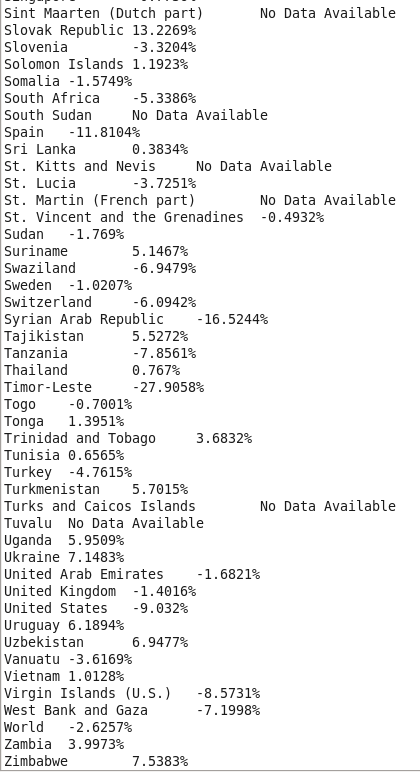 Sint Maarten (Dutch part) No Data Available
Slovak Republic 13.2269%
Slovenia -3.3204%
Solomon Islands 1.1923%
Somalia -1.5749%
South Africa -5.3386%
South Sudan No Data Available
Spain -11.8104%
Sri Lanka 0.3834%
St. Kitts and Nevis No Data Available
St. Lucia -3.7251%
St. Martin (French part) No Data Available
St. Vincent and the Grenadines -0.4932%
Sudan -1.769%
Suriname 5.1467%
Swaziland -6.9479%
Sweden -1.0207%
Switzerland -6.0942%
Syrian Arab Republic -16.5244%
Tajikistan 5.5272%
Tanzania -7.8561%
Thailand 0.767%
Timor-Leste -27.9058%
Togo -0.7001%
Tonga 1.3951%
Trinidad and Tobago 3.6832%
Tunisia 0.6565%
Turkey -4.7615%
Turkmenistan 5.7015%
Turks and Caicos Islands No Data Available
Tuvalu No Data Available
Uganda 5.9509%
Ukraine 7.1483%
United Arab Emirates -1.6821%
United Kingdom -1.4016%
United States -9.032%
Uruguay 6.1894%
Uzbekistan 6.9477%
Vanuatu -3.6169%
Vietnam 1.0128%
Virgin Islands (U.S.) -8.5731%
West Bank and Gaza -7.1998%
World -2.6257%
Zambia 3.9973%
Zimbabwe 7.5383%